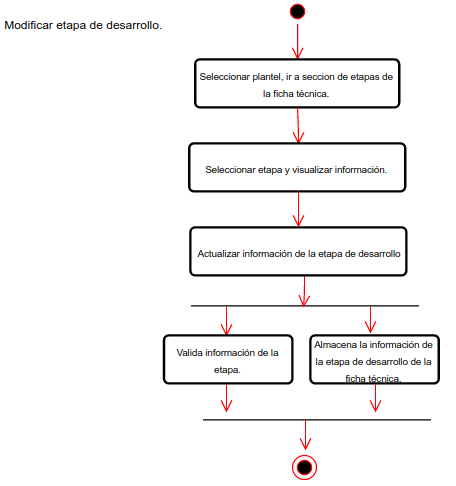 Modificar etapa de desarrollo.
Seleccionar plantel, ir a seccion de etapas de
la ficha técnica.
Seleccionar etapa y visualizar información.
Actualizar información de la etapa de desarrollo
Valida información de la
etapa.
Almacena la información de
la etapa de desarrollo de la
ficha técnica.